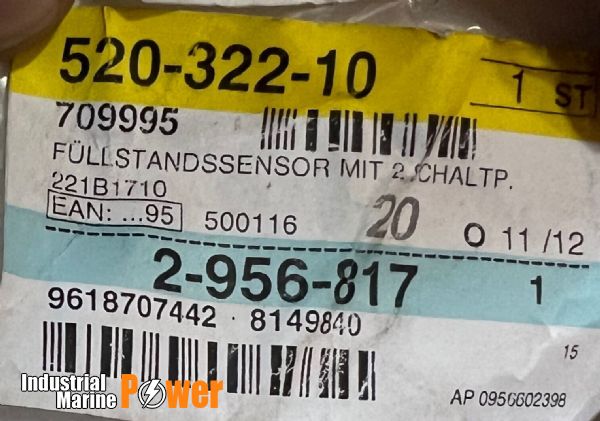 520-322-10 1 ST
709995
FÜLLSTANDSSENSOR MIT 2 CHALTP.
221B1710
EAN: ...95 500116 20 O 11/12
2-956-817 1
9618707442 · 8149840
15
AP 0956602398
Industrial
Marine Power